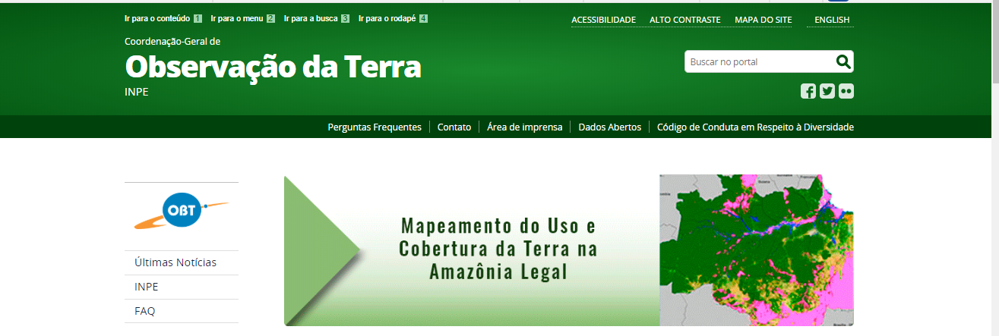 Ir para o conteúdo 1 Ir para o menu 2 Ir para a busca 3 Ir para o rodapé 4
ACESSIBILIDADE ALTO CONTRASTE MAPA DO SITE ENGLISH
Coordenação-Geral de
Observação da Terra
INPE
Buscar no portal
Perguntas Frequentes Contato Área de imprensa Dados Abertos Código de Conduta em Respeito à Diversidade
OBT
Últimas Notícias
INPE
FAQ
Mapeamento do Uso e
Cobertura da Terra na
Amazônia Legal